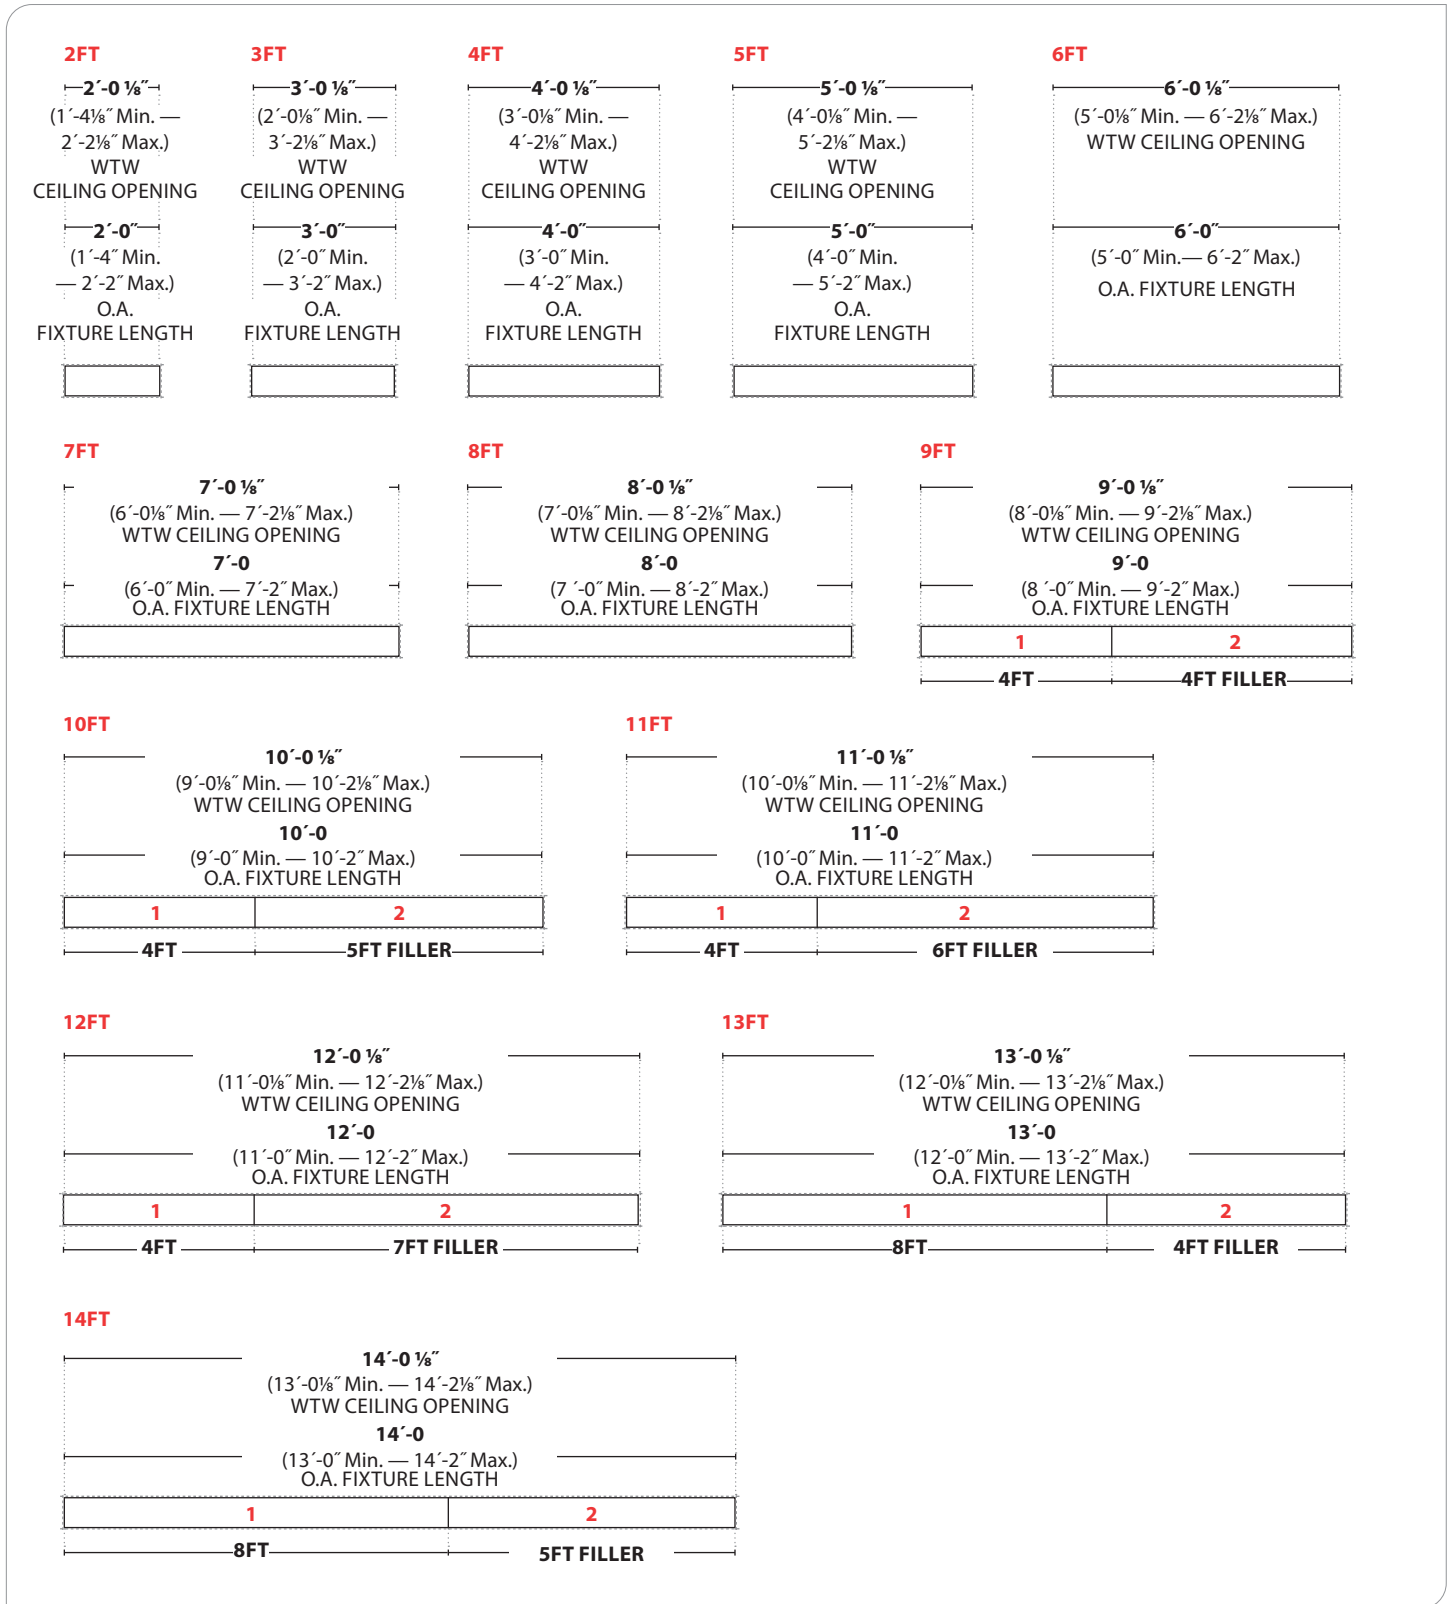 2FT
2´-0 ⅛˝
(1´-4⅛˝ Min. —
2´-2⅛˝ Max.)
WTW
CEILING OPENING
2´-0˝
(1´-4˝ Min.
— 2´-2˝ Max.)
O.A.
FIXTURE LENGTH
3FT
3´-0 ⅛˝
(2´-0⅛˝ Min. —
3´-2⅛˝ Max.)
WTW
CEILING OPENING
3´-0˝
(2´-0˝ Min.
— 3´-2˝ Max.)
O.A.
FIXTURE LENGTH
4FT
4´-0 ⅛˝
(3´-0⅛˝ Min. —
4´-2⅛˝ Max.)
WTW
CEILING OPENING
4´-0˝
(3´-0˝ Min.
— 4´-2˝ Max.)
O.A.
FIXTURE LENGTH
5FT
5´-0 ⅛˝
(4´-0⅛˝ Min. —
5´-2⅛˝ Max.)
WTW
CEILING OPENING
5´-0˝
(4´-0˝ Min.
— 5´-2˝ Max.)
O.A.
FIXTURE LENGTH
6FT
6´-0 ⅛˝
(5´-0⅛˝ Min. — 6´-2⅛˝ Max.)
WTW CEILING OPENING
6´-0˝
(5´-0˝ Min.— 6´-2˝ Max.)
O.A. FIXTURE LENGTH
7FT
7´-0 ⅛˝
(6´-0⅛˝ Min. — 7´-2⅛˝ Max.)
WTW CEILING OPENING
7´-0
(6´-0˝ Min. — 7´-2˝ Max.)
O.A. FIXTURE LENGTH
8FT
8´-0 ⅛˝
(7´-0⅛˝ Min. — 8´-2⅛˝ Max.)
WTW CEILING OPENING
8´-0
(7 ´-0˝ Min. — 8´-2˝ Max.)
O.A. FIXTURE LENGTH
9FT
9´-0 ⅛˝
(8´-0⅛˝ Min. — 9´-2⅛˝ Max.)
WTW CEILING OPENING
9´-0
(8 ´-0˝ Min. — 9´-2˝ Max.)
O.A. FIXTURE LENGTH
1 2
4FT 4FT FILLER
10FT
10´-0 ⅛˝
(9´-0⅛˝ Min. — 10´-2⅛˝ Max.)
WTW CEILING OPENING
10´-0
(9´-0˝ Min. — 10´-2˝ Max.)
O.A. FIXTURE LENGTH
1 2
4FT 5FT FILLER
11FT
11´-0 ⅛˝
(10´-0⅛˝ Min. — 11´-2⅛˝ Max.)
WTW CEILING OPENING
11´-0
(10´-0˝ Min. — 11´-2˝ Max.)
O.A. FIXTURE LENGTH
1 2
4FT 6FT FILLER
12FT
12´-0 ⅛˝
(11´-0⅛˝ Min. — 12´-2⅛˝ Max.)
WTW CEILING OPENING
12´-0
(11´-0˝ Min. — 12´-2˝ Max.)
O.A. FIXTURE LENGTH
1 2
4FT 7FT FILLER
13FT
13´-0 ⅛˝
(12´-0⅛˝ Min. — 13´-2⅛˝ Max.)
WTW CEILING OPENING
13´-0
(12´-0˝ Min. — 13´-2˝ Max.)
O.A. FIXTURE LENGTH
1 2
8FT 4FT FILLER
14FT
14´-0 ⅛˝
(13´-0⅛˝ Min. — 14´-2⅛˝ Max.)
WTW CEILING OPENING
14´-0
(13´-0˝ Min. — 14´-2˝ Max.)
O.A. FIXTURE LENGTH
1 2
8FT 5FT FILLER